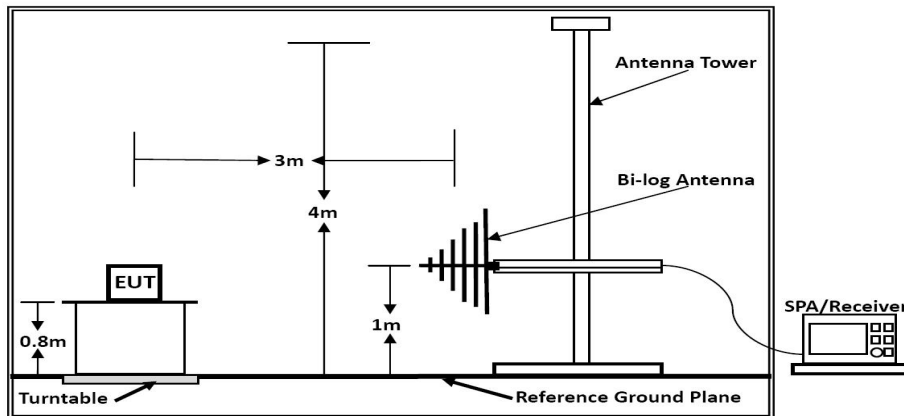 Antenna Tower
3m
Bi-log Antenna
4m
EUT
SPA/Receiver
0.8m
1m
Turntable
Reference Ground Plane